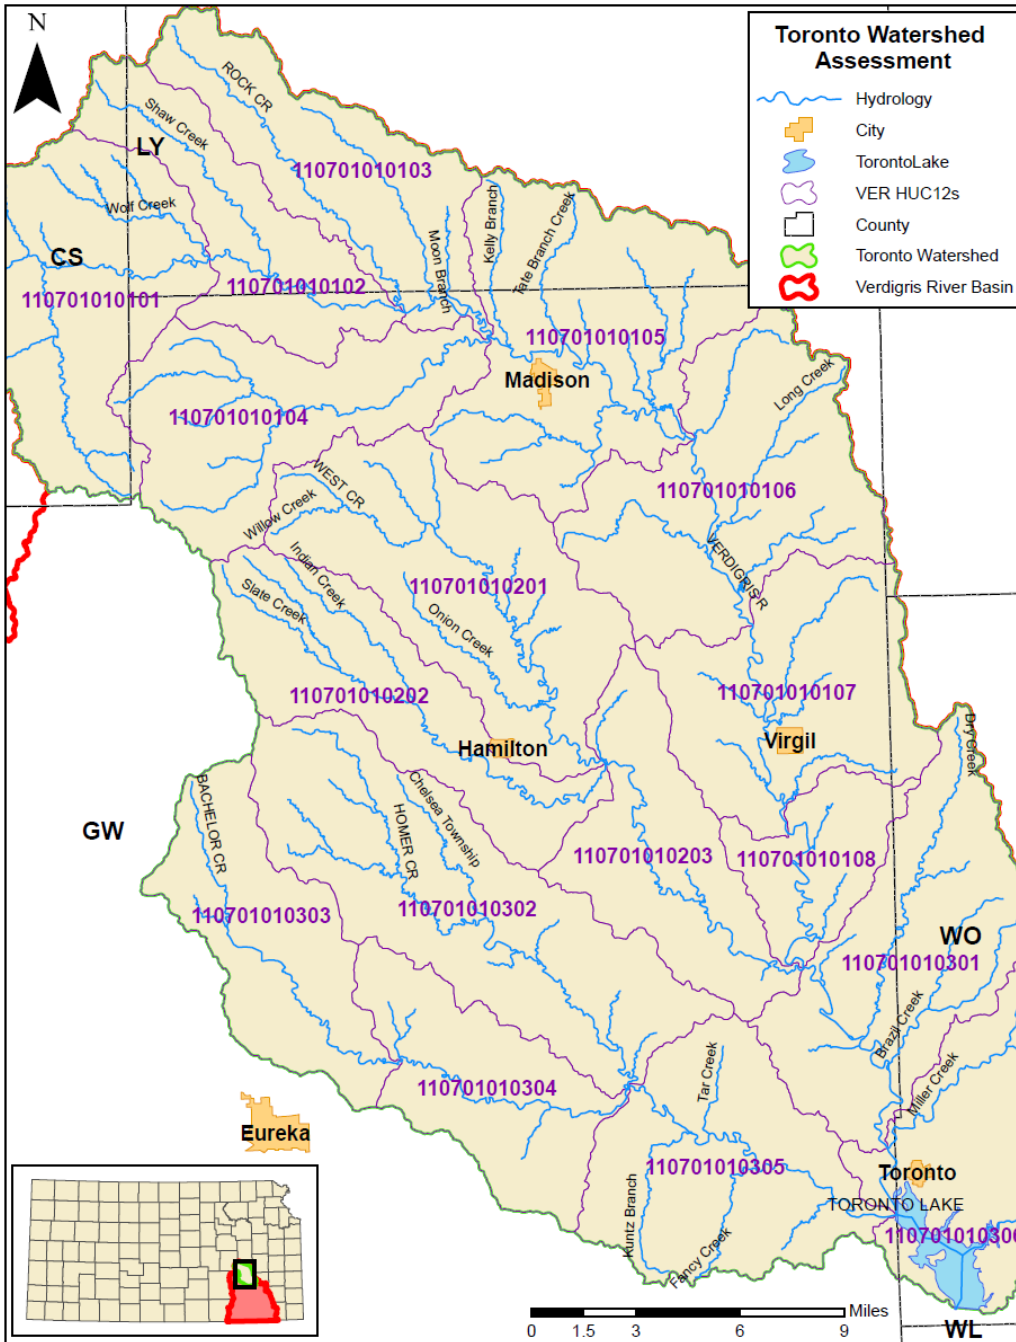 N
Toronto Watershed
Assessment
Hydrology
City
TorontoLake
VER HUC12s
County
Toronto Watershed
Verdigris River Basin
ROCK CR
Shaw Creek
LY
110701010103
Wolf Creek
Kelly Branch
Tate Branch Creek
Moon Branch
CS
110701010101
110701010102
110701010105
Madison
Long Creek
110701010104
WEST CR
110701010106
Willow Creek
Indian Creek
VERDIGRIS R
Slate Creek
110701010201
Onion Creek
110701010202
110701010107
Hamilton
Virgil
Dry Creek
BACHELOR CR
HOMER CR
Chelsea Township
GW
110701010203
110701010108
110701010303
110701010302
WO
110701010301
Brazil Creek
Tar Creek
Miller Creek
110701010304
Eureka
110701010305
Toronto
TORONTO LAKE
Kuntz Branch
Fancy Creek
110701010306
Miles
0 1.5 3 6 9
WL